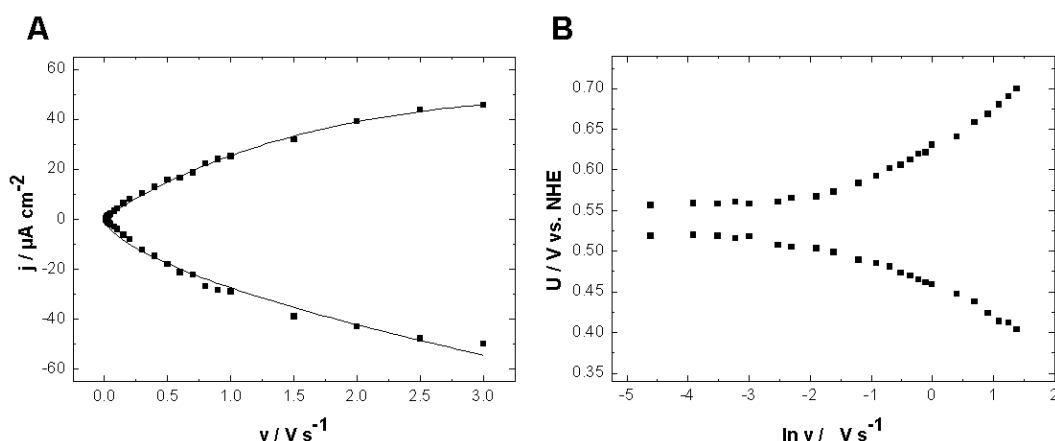 A
60
40
20
0
-20
-40
-60
j / µA cm-2
0.0 0.5 1.0 1.5 2.0 2.5 3.0
v / V s-1
B
0.70
0.65
0.60
0.55
0.50
0.45
0.40
0.35
U / V vs. NHE
-5 -4 -3 -2 -1 0 1 2
ln v / V s-1